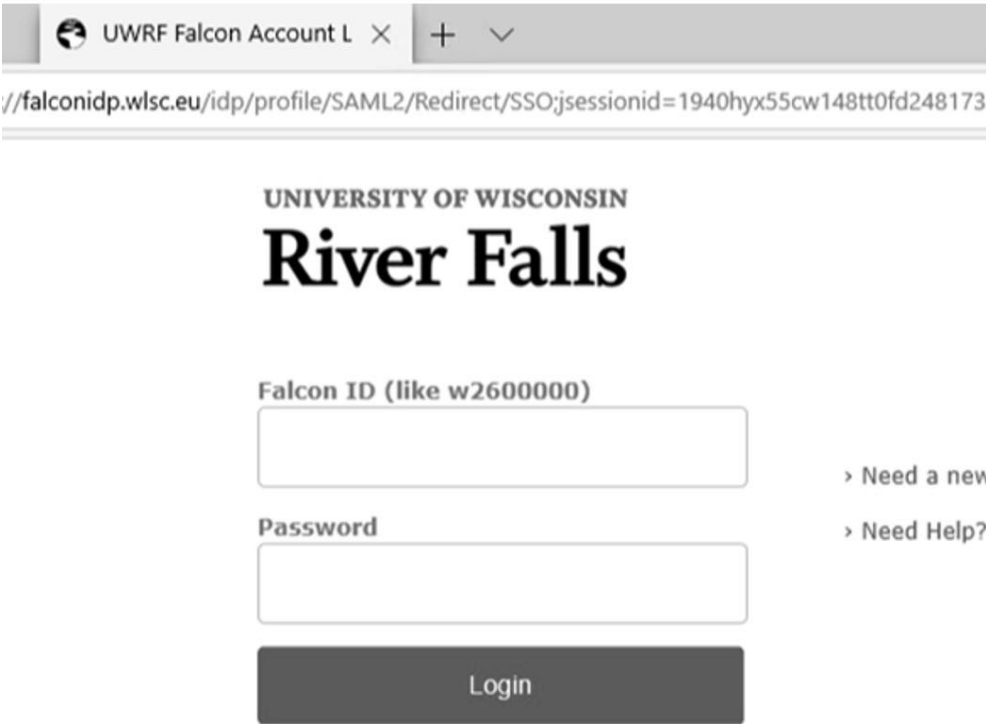 UWRF Falcon Account L
//falconidp.wlsc.eu/idp/profile/SAML2/Redirect/SSO;jsessionid=1940hyx55cw148tt0fd248173
UNIVERSITY OF WISCONSIN
River Falls
Falcon ID (like w2600000)
> Need a new
Password
> Need Help?
Login